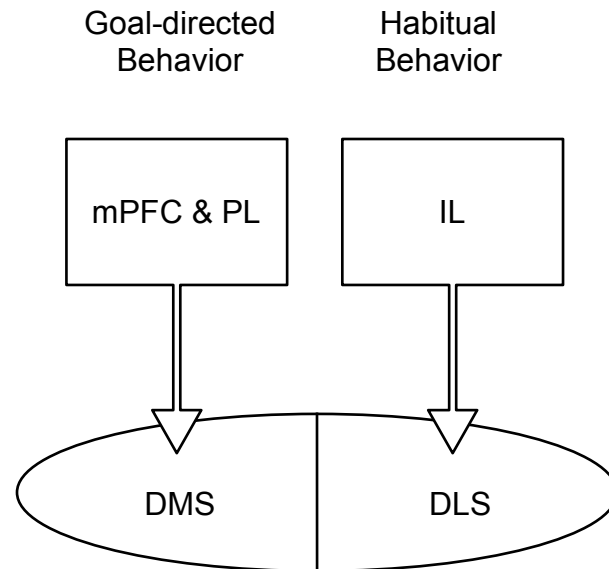 Goal-directed
Behavior
Habitual
Behavior
mPFC & PL
IL
DMS
DLS